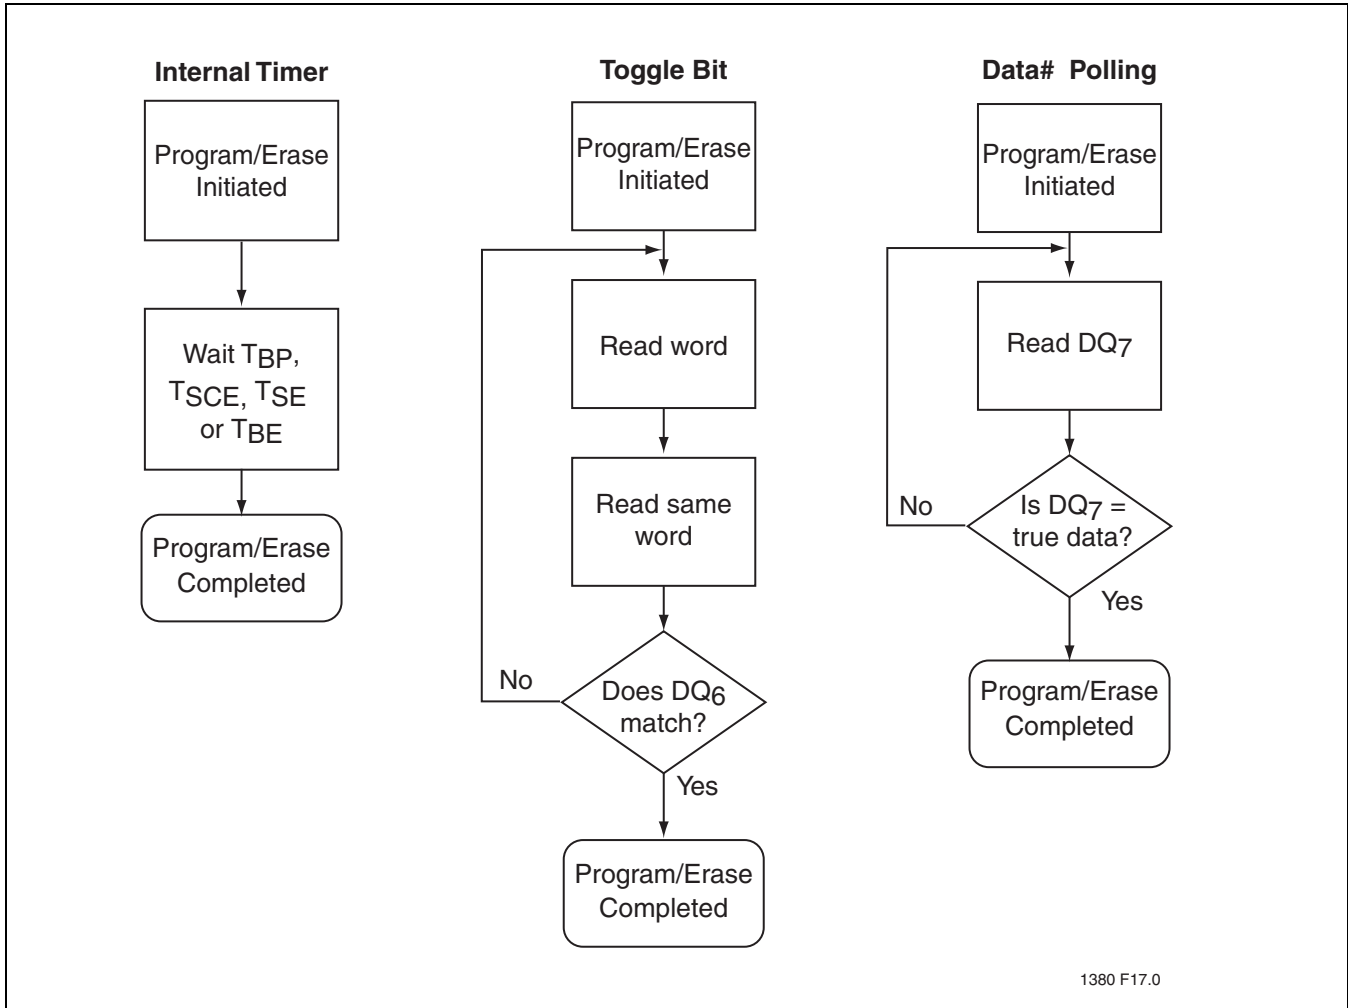 Internal Timer
Program/Erase
Initiated
Wait TBP,
TSCE, TSE
or TBE
Program/Erase
Completed
Toggle Bit
Program/Erase
Initiated
Read word
Read same
word
Does DQ6
match?
No
Yes
Program/Erase
Completed
Data# Polling
Program/Erase
Initiated
Read DQ7
Is DQ7 =
true data?
No
Yes
Program/Erase
Completed
1380 F17.0